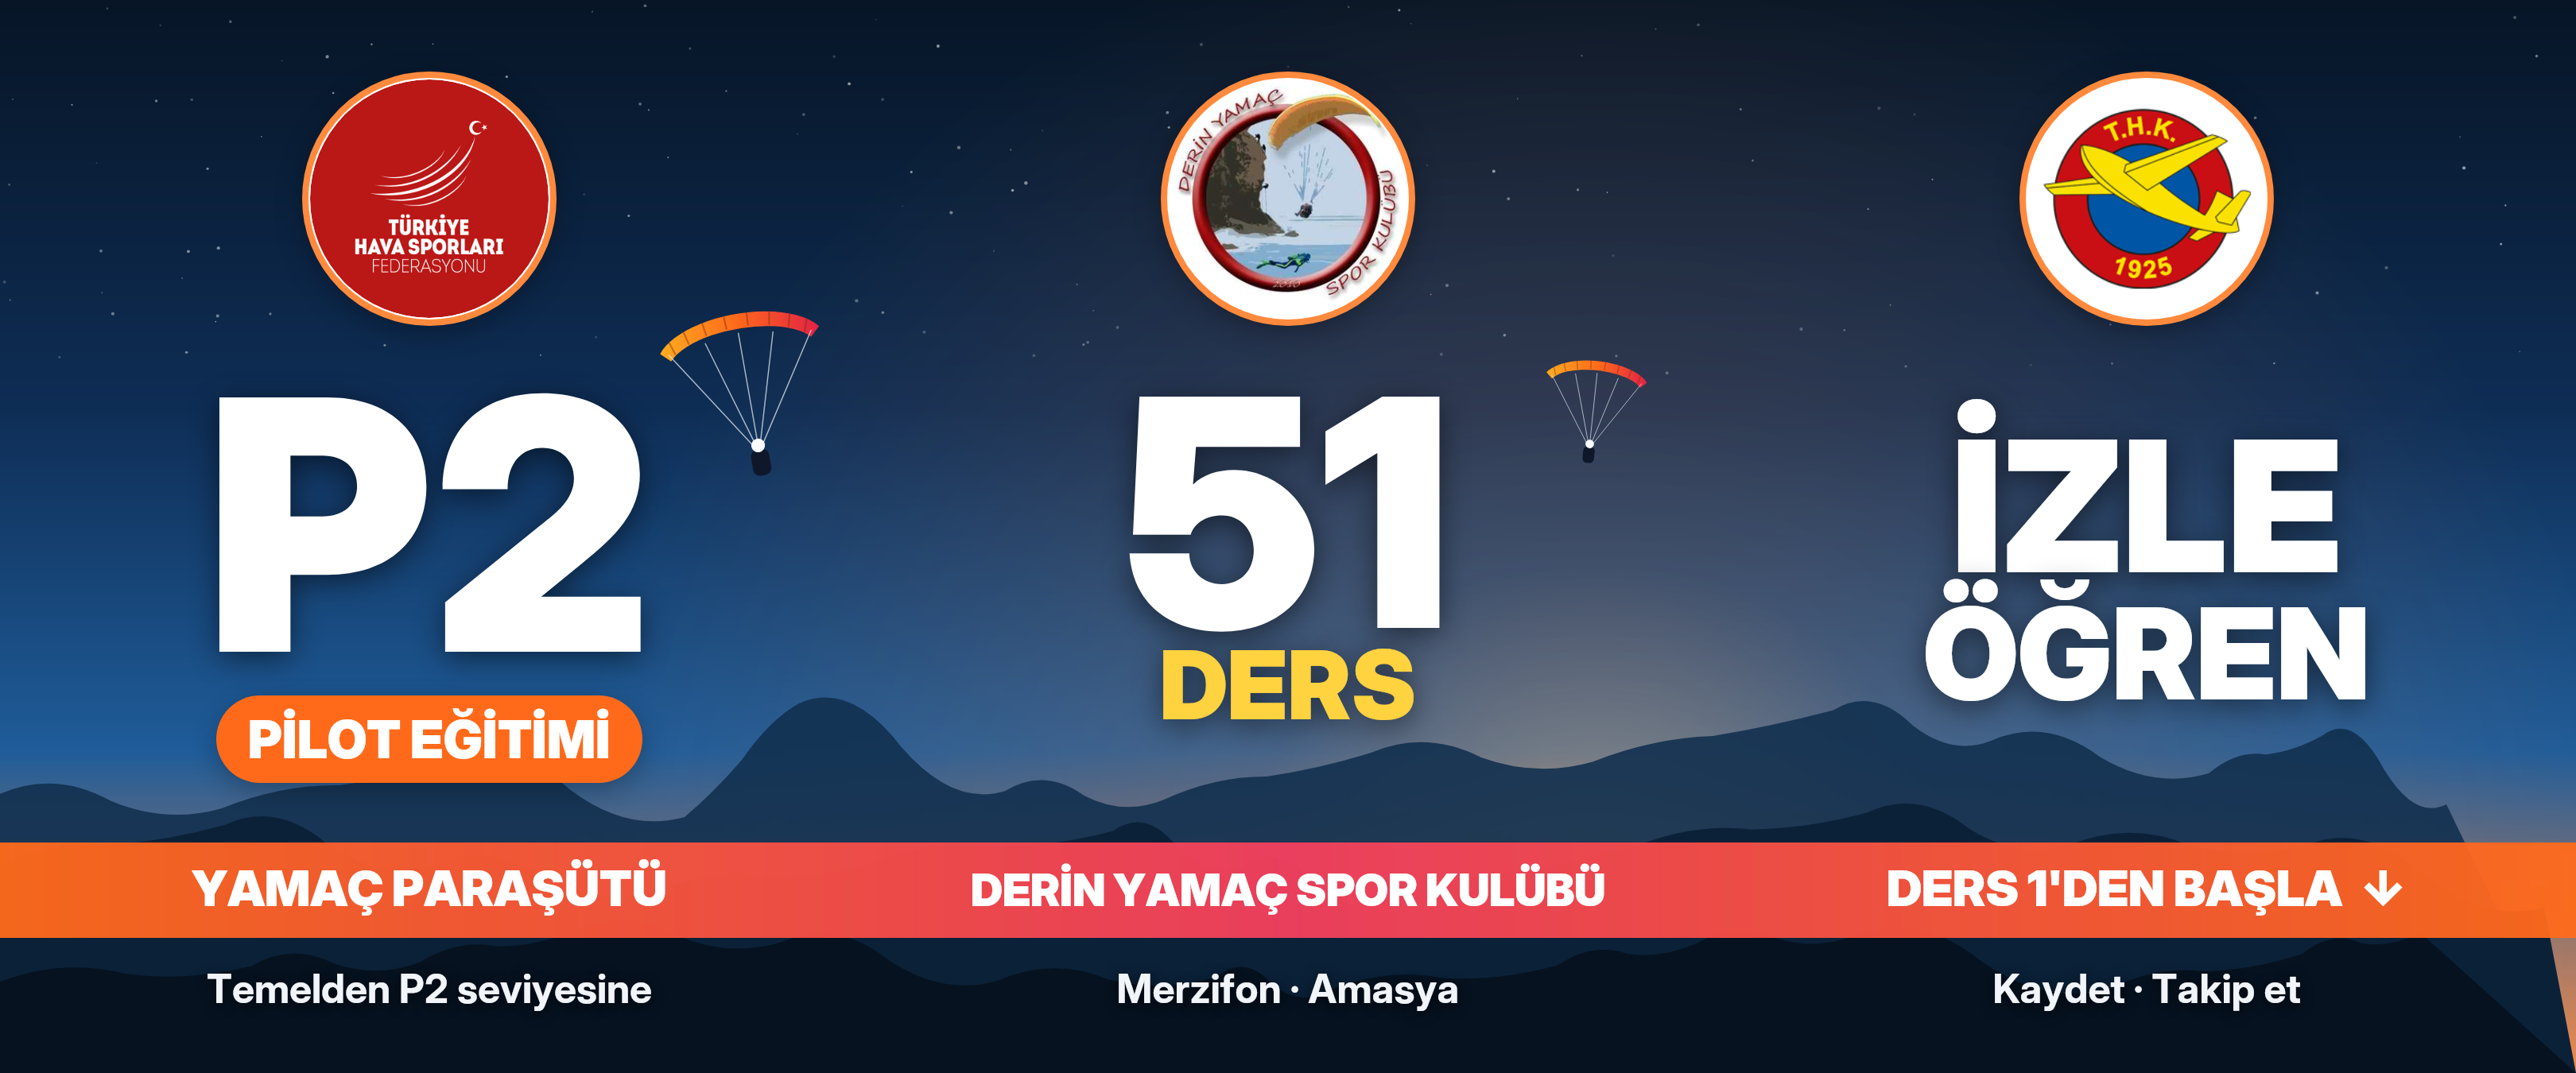 TÜRKİYE
HAVA SPORLARI
FEDERASYONU
DERİN YAMAÇ
SPOR KULÜBÜ
2010
T.H.K.
1925
P2
PİLOT EĞİTİMİ
51
DERS
İZLE
ÖĞREN
YAMAÇ PARAŞÜTÜ
DERİN YAMAÇ SPOR KULÜBÜ
DERS 1'DEN BAŞLA ↓
Temelden P2 seviyesine
Merzifon · Amasya
Kaydet · Takip et